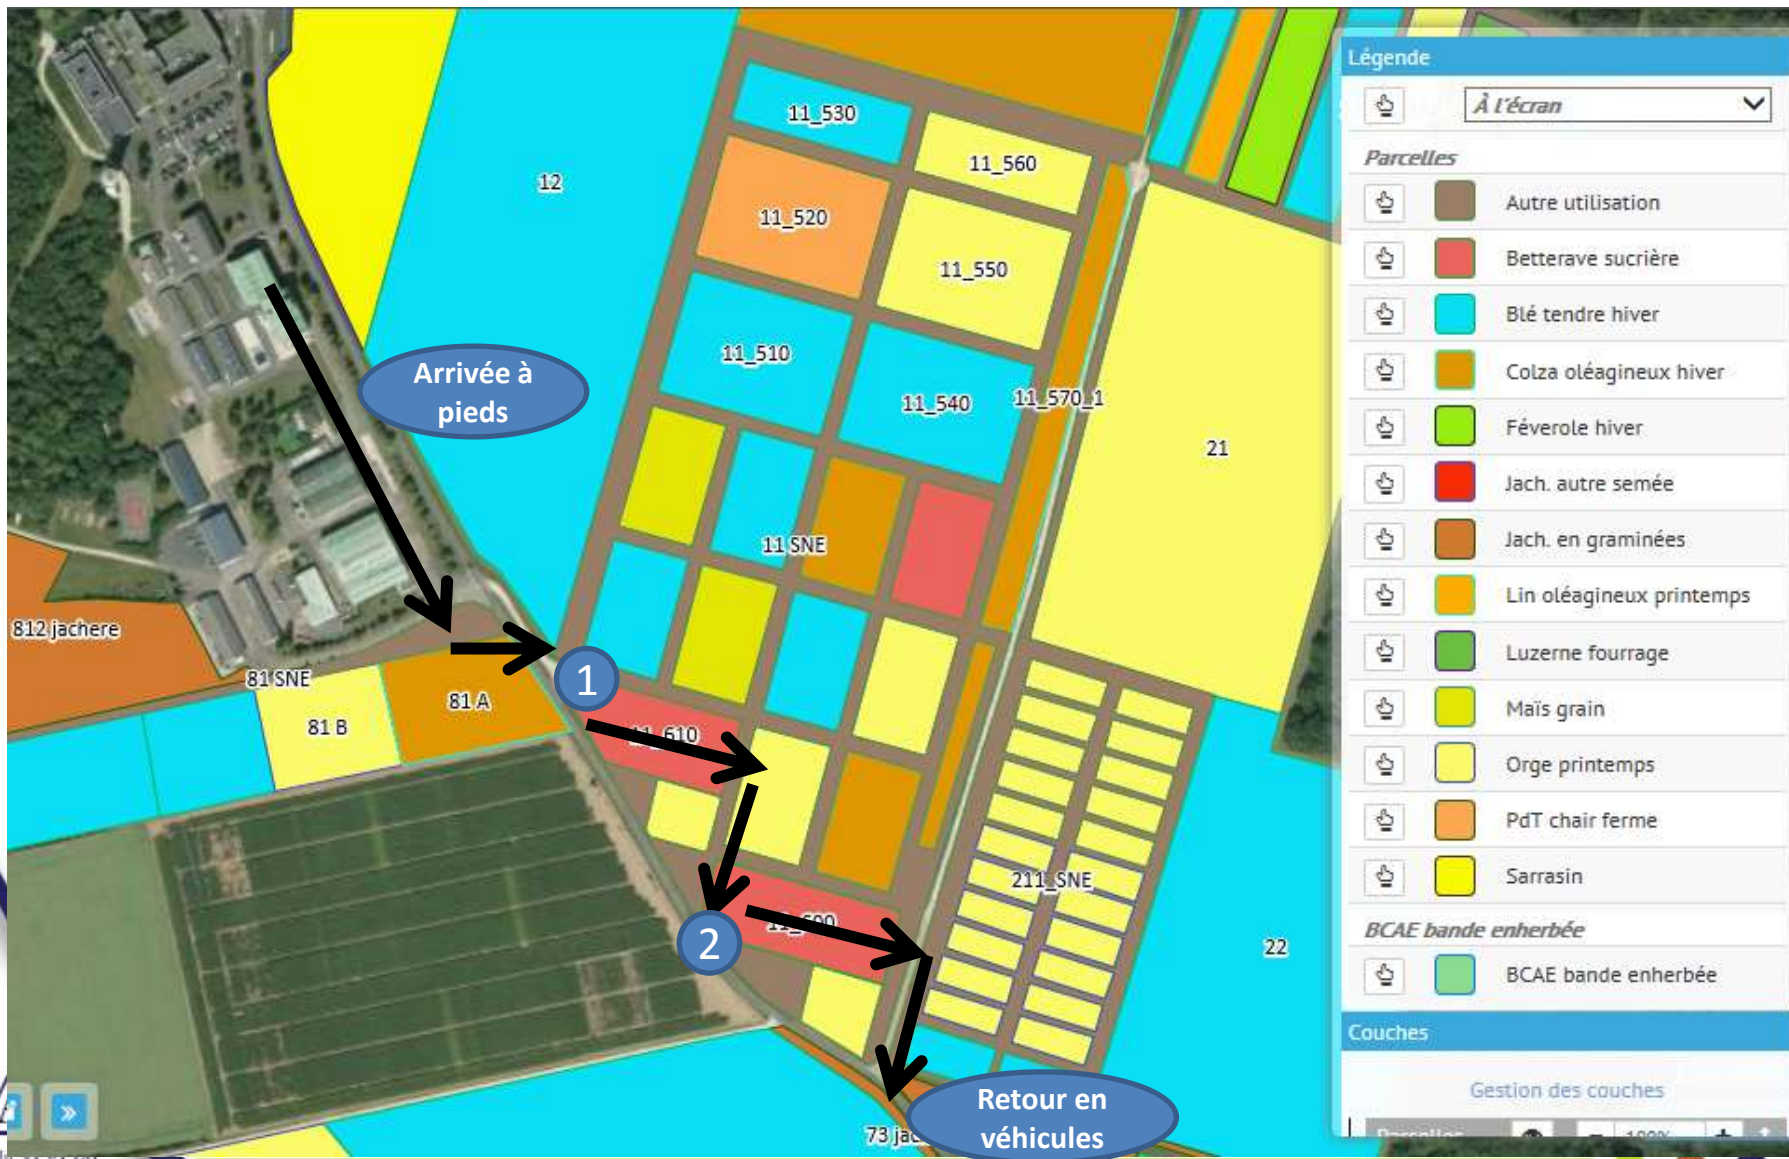 11_530
11_560
12
11_520
11_550
11_510
Arrivée à
pieds
11_540
11_570_1
21
11 SNE
812 jachere
81 SNE
1
81 A
81 B
11_610
211_SNE
2
22
Retour en
véhicules
Légende
À l'écran
Parcelles
Autre utilisation
Betterave sucrière
Blé tendre hiver
Colza oléagineux hiver
Féverole hiver
Jach. autre semée
Jach. en graminées
Lin oléagineux printemps
Luzerne fourrage
Maïs grain
Orge printemps
PdT chair ferme
Sarrasin
BCAE bande enherbée
BCAE bande enherbée
Couches
Gestion des couches